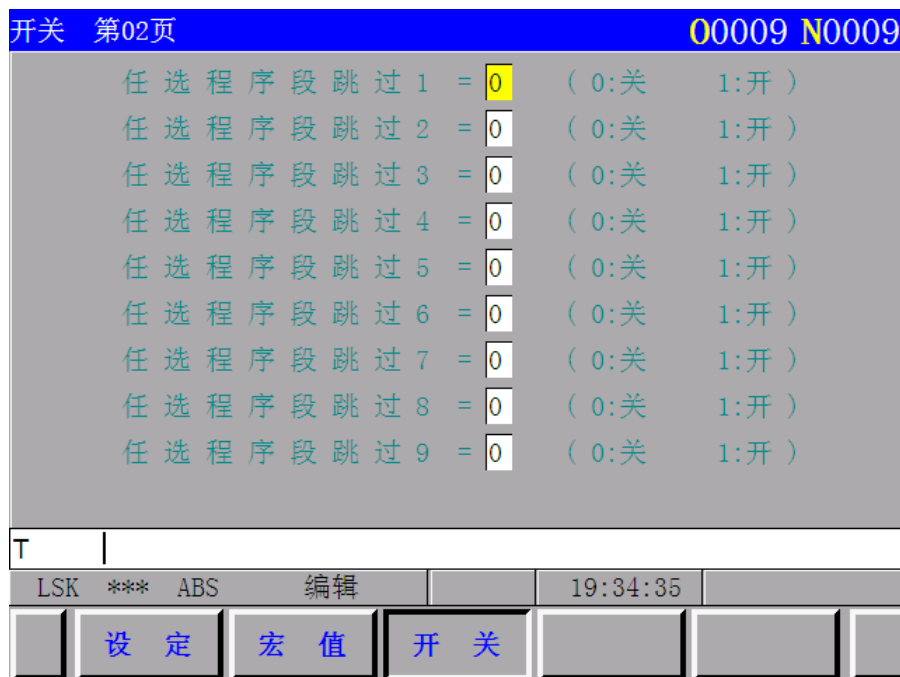 开关 第02页 O0009 N0009
任选程序段跳过1 =0 (0:关 1:开)
任选程序段跳过2 =0 (0:关 1:开)
任选程序段跳过3 =0 (0:关 1:开)
任选程序段跳过4 =0 (0:关 1:开)
任选程序段跳过5 =0 (0:关 1:开)
任选程序段跳过6 =0 (0:关 1:开)
任选程序段跳过7 =0 (0:关 1:开)
任选程序段跳过8 =0 (0:关 1:开)
任选程序段跳过9 =0 (0:关 1:开)
T
LSK *** ABS 编辑 19:34:35
设定 宏值 开关